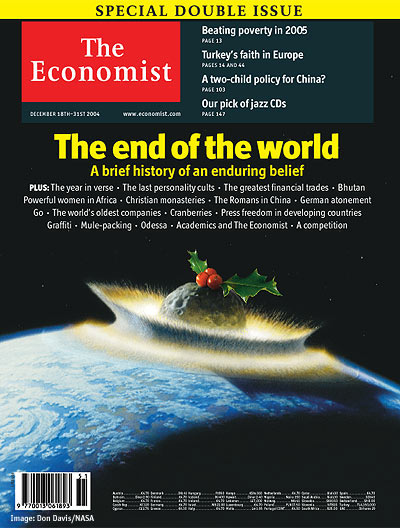 SPECIAL DOUBLE ISSUE
The
Economist
DECEMBER 18TH–31ST 2004
www.economist.com
Beating poverty in 2005
PAGE 13
Turkey's faith in Europe
PAGES 14 AND 44
A two-child policy for China?
PAGE 103
Our pick of jazz CDs
PAGE 147
The end of the world
A brief history of an enduring belief
PLUS: The year in verse • The last personality cults • The greatest financial trades • Bhutan
Powerful women in Africa • Christian monasteries • The Romans in China • German atonement
Go • The world's oldest companies • Cranberries • Press freedom in developing countries
Graffiti • Mule-packing • Odessa • Academics and The Economist • A competition
51
9 770013 061893
Image: Don Davis/NASA